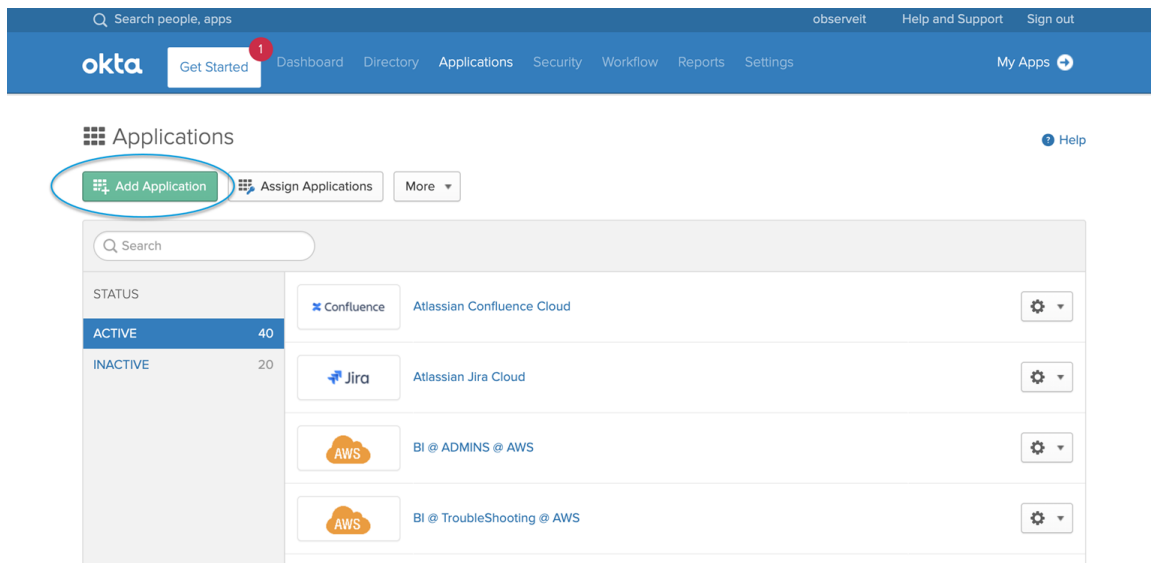 Search people, apps observeit Help and Support Sign out
okta Get Started 1 Dashboard Directory Applications Security Workflow Reports Settings My Apps
Applications Help
Add Application Assign Applications More
Search
STATUS
ACTIVE 40
INACTIVE 20
Confluence Atlassian Confluence Cloud
Jira Atlassian Jira Cloud
AWS BI @ ADMINS @ AWS
AWS BI @ TroubleShooting @ AWS